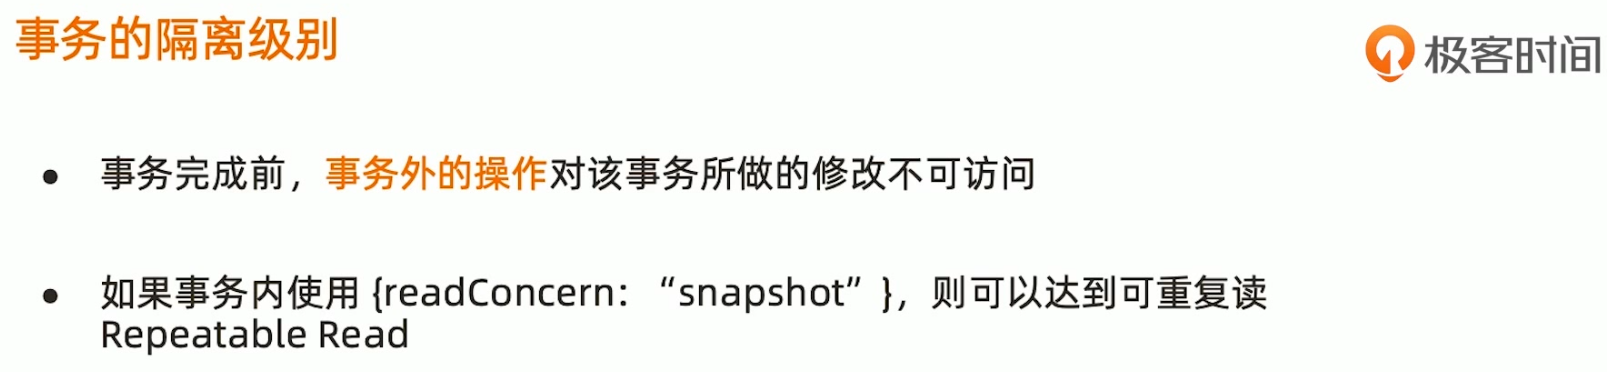 事务的隔离级别
极客时间
• 事务完成前，事务外的操作对该事务所做的修改不可访问
• 如果事务内使用 {readConcern: “snapshot” }，则可以达到可重复读
Repeatable Read